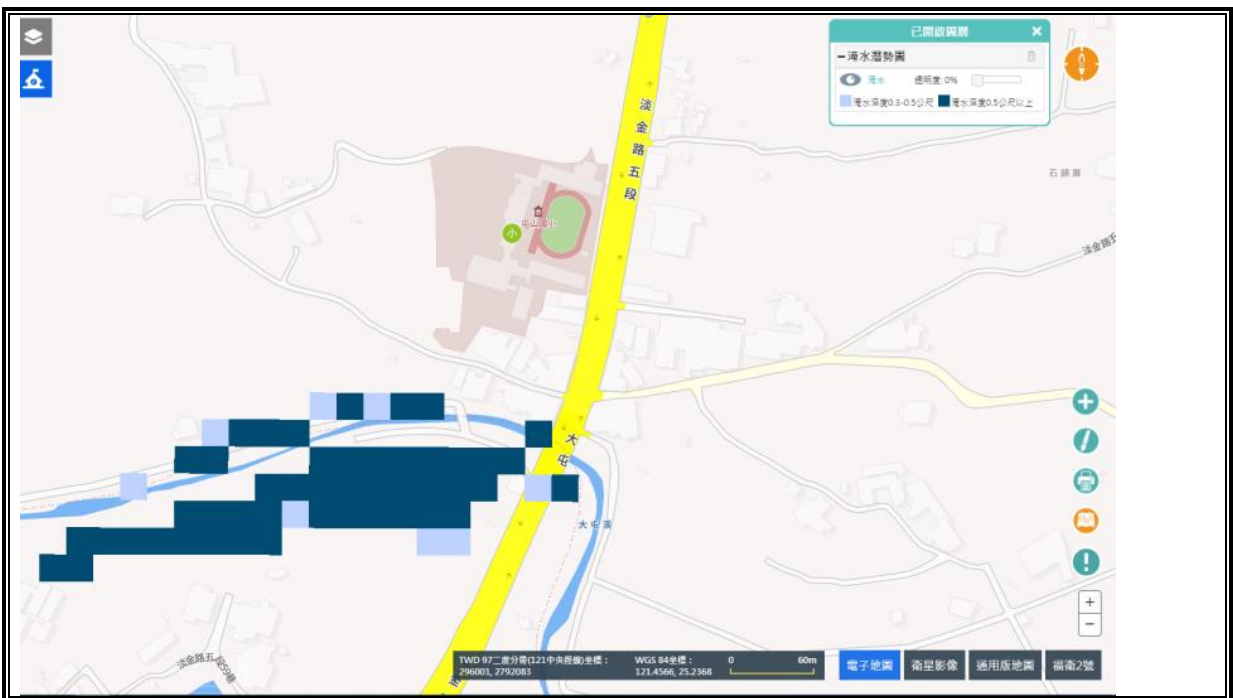 已開啟圖層 ×
−淹水潛勢圖
淹水 透明度: 0%
淹水深度0.3-0.5公尺 淹水深度0.5公尺以上
淡金路五段
屯山國小
小
淡金路五
大屯
大屯溪
淡金路五段59巷
TWD 97二度分帶(121中央經線)坐標：
296001, 2792083
WGS 84坐標：
121.4566, 25.2368
0 60m
+
−
電子地圖 衛星影像 通用版地圖 福衛2號